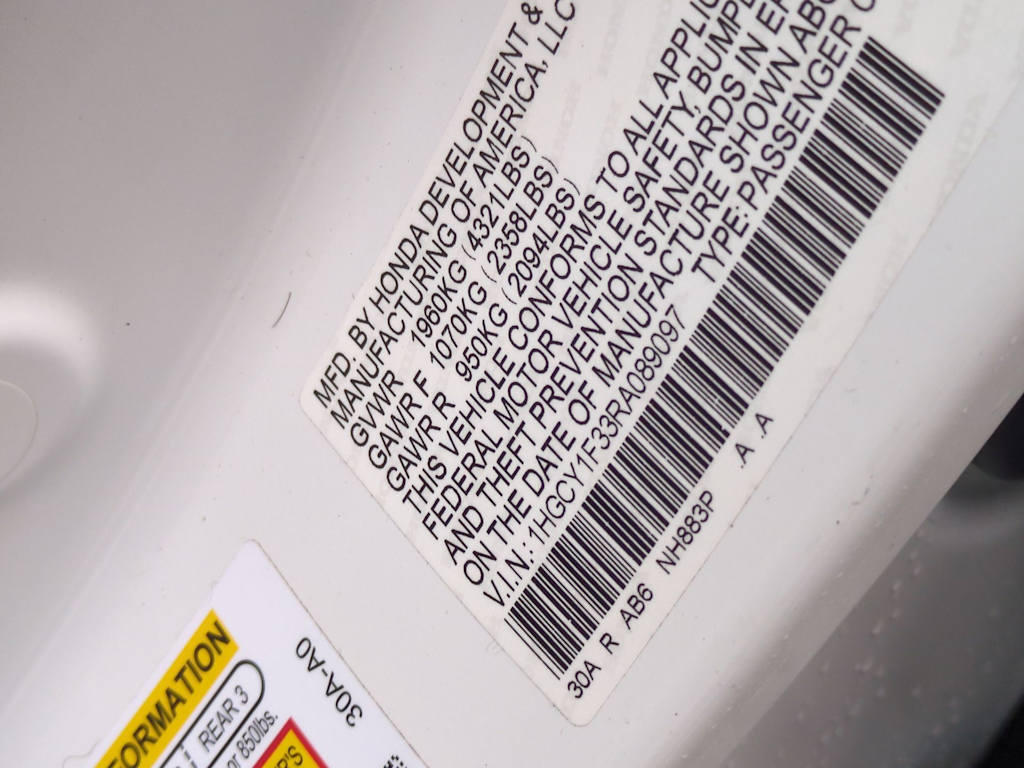 MFD. BY HONDA DEVELOPMENT &
MANUFACTURING OF AMERICA, LLC
GVWR 1960KG (4321LBS)
GAWR F 1070KG (2358LBS)
GAWR R 950KG (2094LBS)
THIS VEHICLE CONFORMS TO ALL APPLIC
FEDERAL MOTOR VEHICLE SAFETY, BUMPE
AND THEFT PREVENTION STANDARDS IN EF
ON THE DATE OF MANUFACTURE SHOWN ABO
V.I.N.: 1HGCY1F33RA089097 TYPE: PASSENGER C
30A R AB6 NH883P .A .A
30A-A0
FORMATION
REAR 3
or 850lbs.
P'S